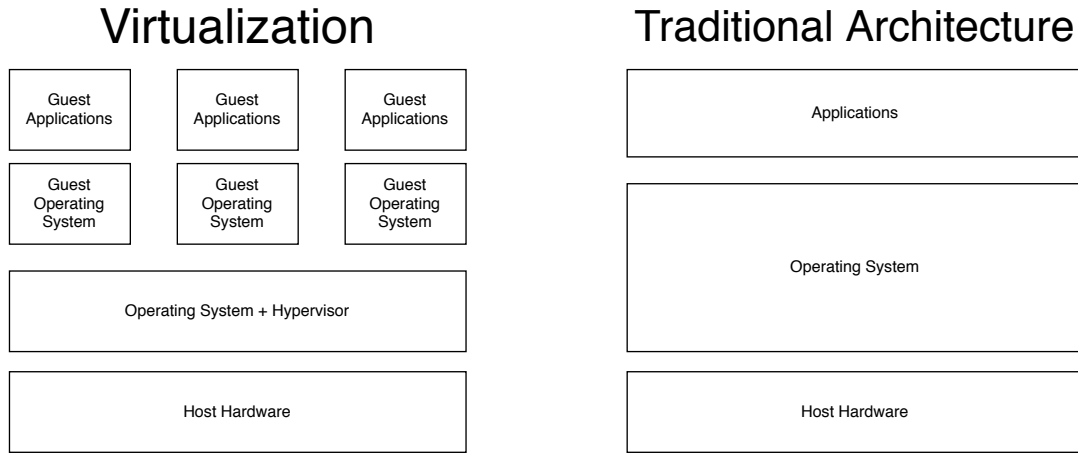 Virtualization
Guest
Applications
Guest
Applications
Guest
Applications
Guest
Operating
System
Guest
Operating
System
Guest
Operating
System
Operating System + Hypervisor
Host Hardware
Traditional Architecture
Applications
Operating System
Host Hardware